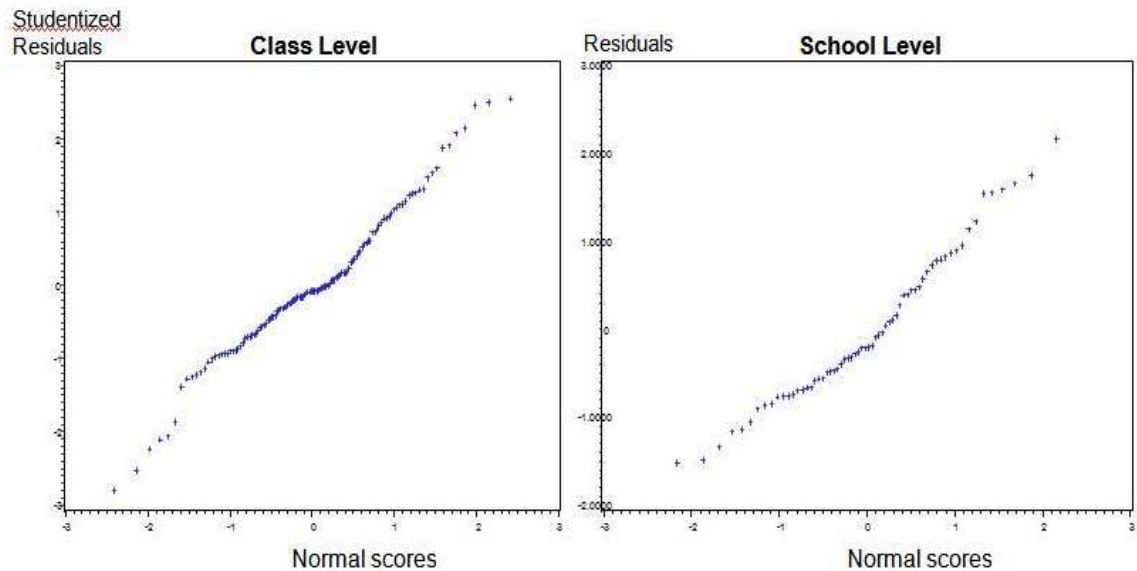 Studentized
Residuals
Class Level
3
2
1
0
-1
-2
-3
-3 -2 -1 0 1 2 3
Normal scores
Residuals
School Level
3.0000
2.0000
1.0000
0
-1.0000
-2.0000
-3 -2 -1 0 1 2 3
Normal scores